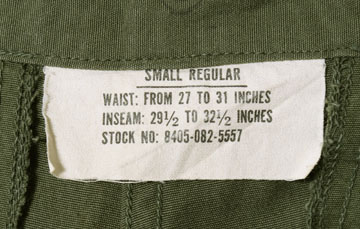 SMALL REGULAR
WAIST: FROM 27 TO 31 INCHES
INSEAM: 29½ TO 32½ INCHES
STOCK NO: 8405-082-5557